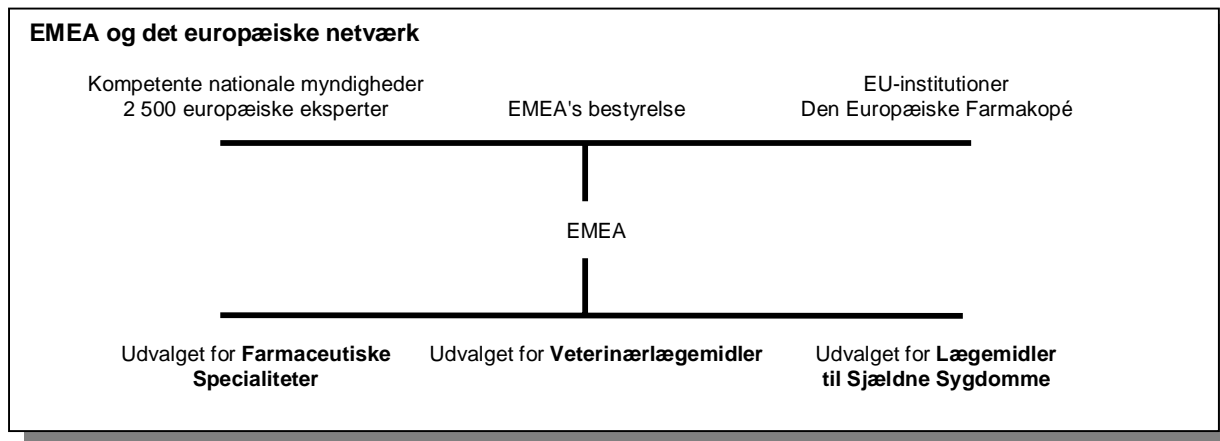 EMEA og det europæiske netværk
Kompetente nationale myndigheder
2 500 europæiske eksperter
EMEA's bestyrelse
EU-institutioner
Den Europæiske Farmakopé
EMEA
Udvalget for Farmaceutiske
Specialiteter
Udvalget for Veterinærlægemidler
Udvalget for Lægemidler
til Sjældne Sygdomme